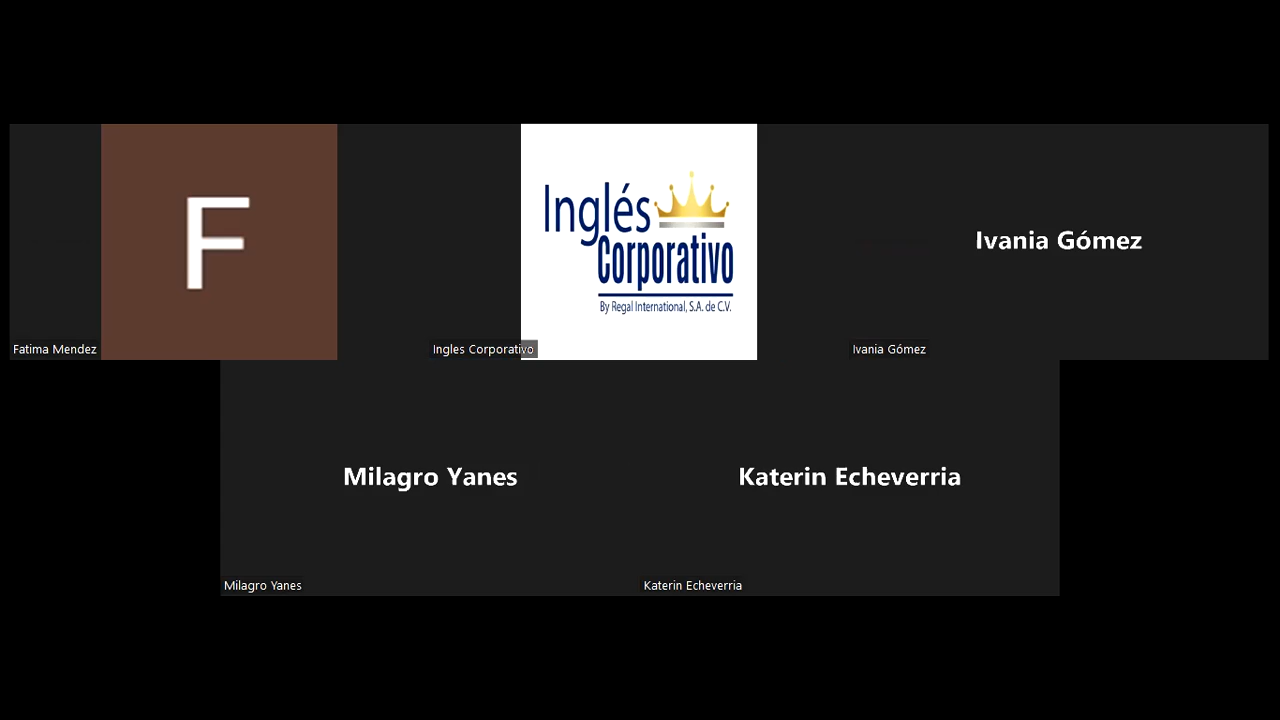 F
Fatima Mendez
Inglés
Corporativo
By Regal International, S.A. de C.V.
Ingles Corporativo
Ivania Gómez
Ivania Gómez
Milagro Yanes
Milagro Yanes
Katerin Echeverria
Katerin Echeverria